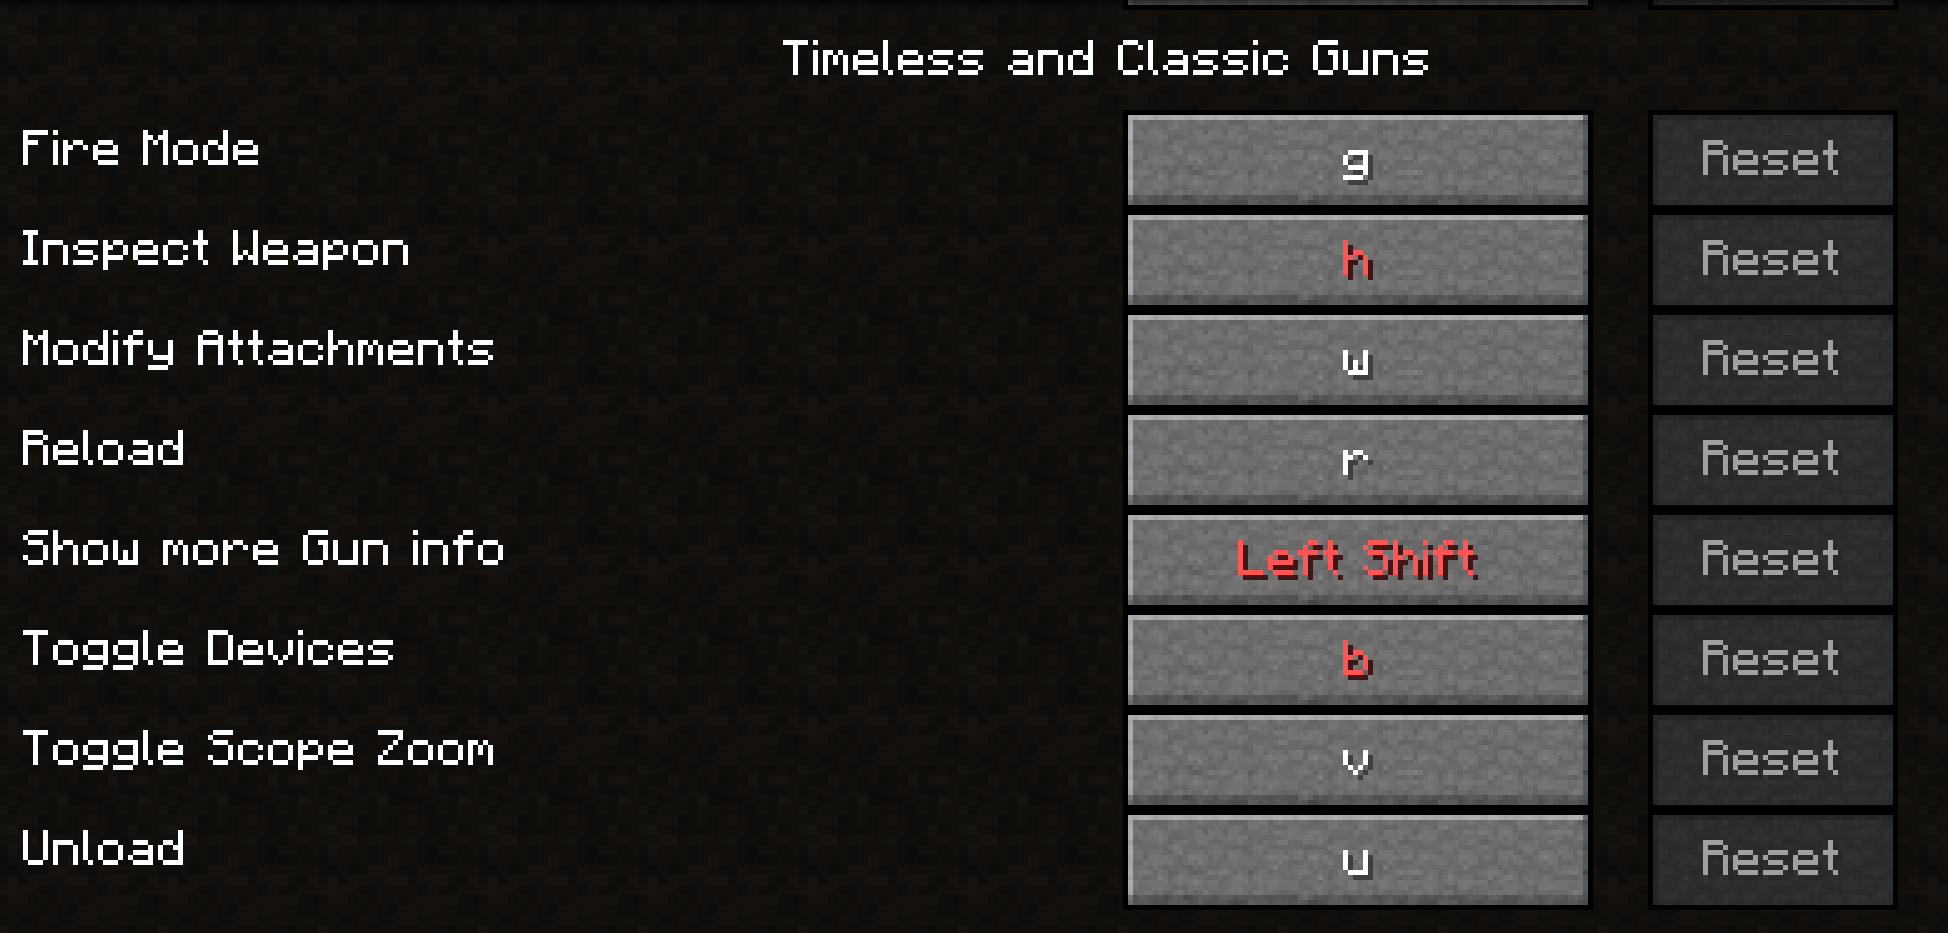 Timeless and Classic Guns
Fire Mode g Reset
Inspect Weapon h Reset
Modify Attachments w Reset
Reload r Reset
Show more Gun info Left Shift Reset
Toggle Devices b Reset
Toggle Scope Zoom v Reset
Unload u Reset